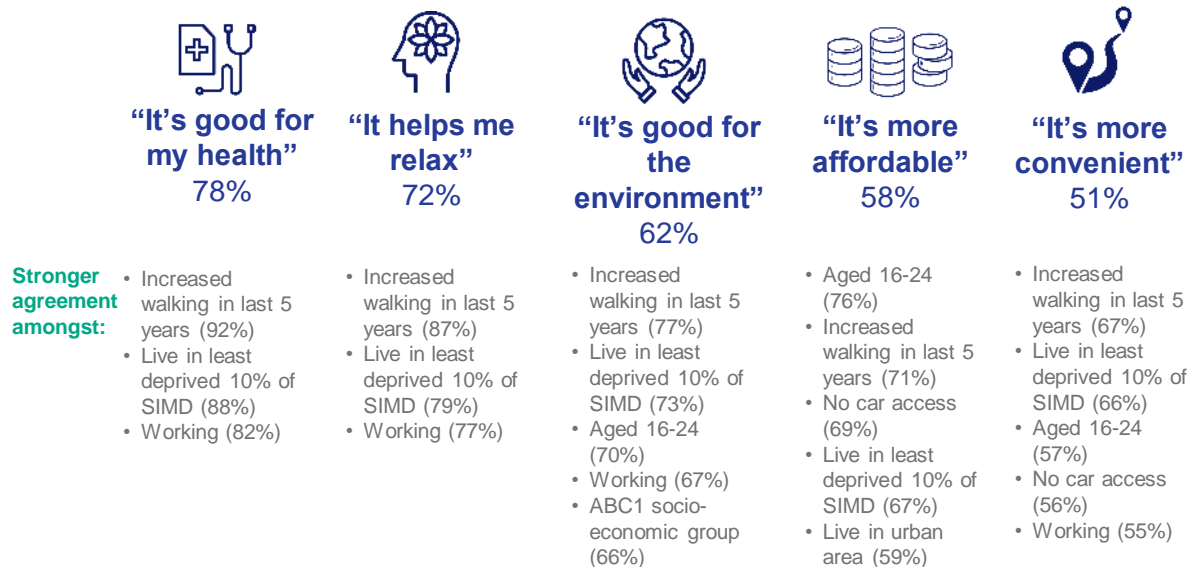 “It’s good for
my health”
78%
“It helps me
relax”
72%
“It’s good for
the
environment”
62%
“It’s more
affordable”
58%
“It’s more
convenient”
51%
Stronger
agreement
amongst:
• Increased
walking in last 5
years (92%)
• Live in least
deprived 10% of
SIMD (88%)
• Working (82%)
• Increased
walking in last 5
years (87%)
• Live in least
deprived 10% of
SIMD (79%)
• Working (77%)
• Increased
walking in last 5
years (77%)
• Live in least
deprived 10% of
SIMD (73%)
• Aged 16-24
(70%)
• Working (67%)
• ABC1 socio-
economic group
(66%)
• Aged 16-24
(76%)
• Increased
walking in last 5
years (71%)
• No car access
(69%)
• Live in least
deprived 10% of
SIMD (67%)
• Live in urban
area (59%)
• Increased
walking in last 5
years (67%)
• Live in least
deprived 10% of
SIMD (66%)
• Aged 16-24
(57%)
• No car access
(56%)
• Working (55%)